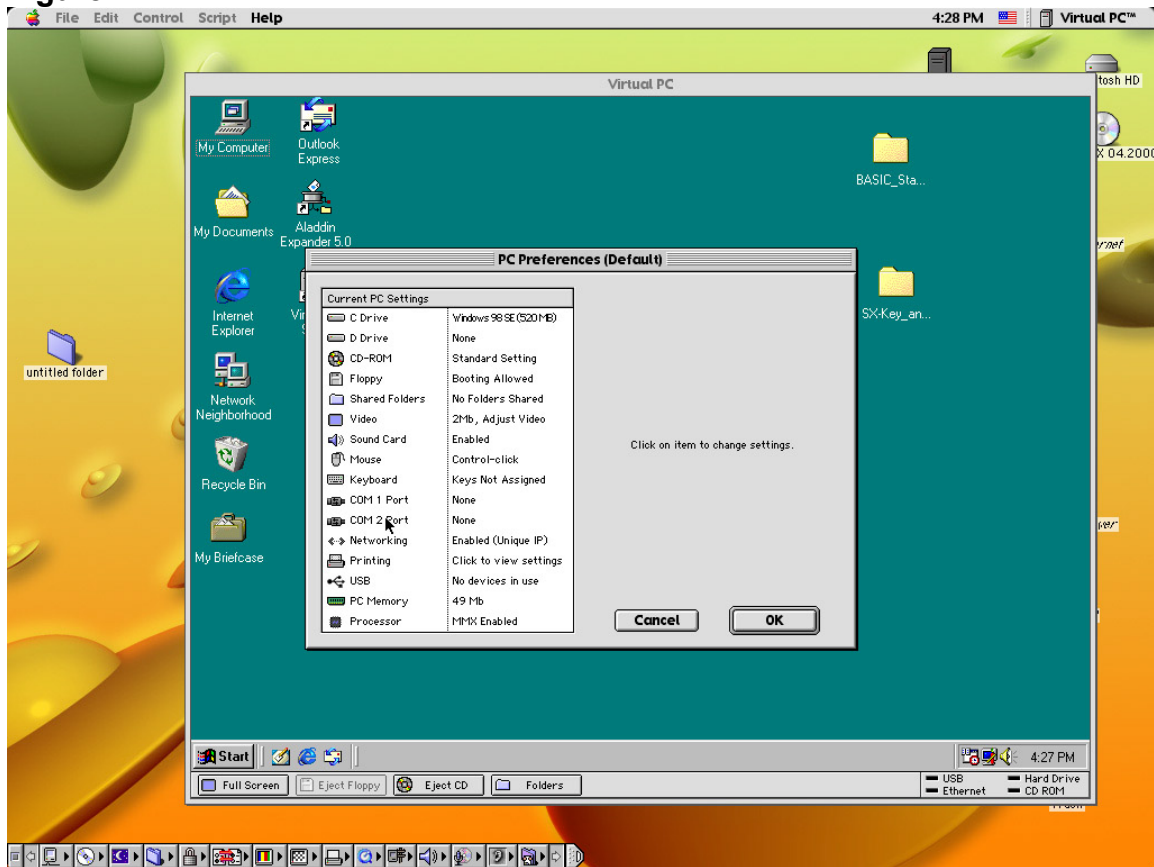 File Edit Control Script Help 4:28 PM Virtual PC™
Virtual PC
tosh HD
My Computer
Outlook
Express
X 04.2000
BASIC_Sta...
My Documents
Aladdin
Expander 5.0
PC Preferences (Default)
Internet
Explorer
SX-Key_an...
untitled folder
Network
Neighborhood
Recycle Bin
My Briefcase
Current PC Settings
C Drive Windows 98 SE (520 MB)
D Drive None
CD-ROM Standard Setting
Floppy Booting Allowed
Shared Folders No Folders Shared
Video 2Mb, Adjust Video
Sound Card Enabled
Mouse Control-click
Keyboard Keys Not Assigned
COM 1 Port None
COM 2 Port None
Networking Enabled (Unique IP)
Printing Click to view settings
USB No devices in use
PC Memory 49 Mb
Processor MMX Enabled
Click on item to change settings.
Cancel OK
Start 4:27 PM
Full Screen Eject Floppy Eject CD Folders
USB Hard Drive
Ethernet CD ROM